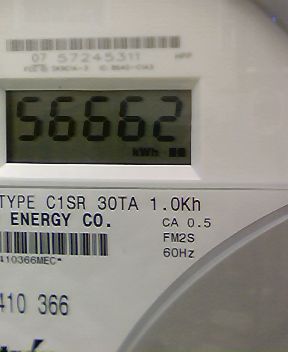 07 57245311
56662
kWh
TYPE C1SR 30TA 1.0Kh
ENERGY CO. CA 0.5
FM2S
410366MEC* 60Hz
410 366